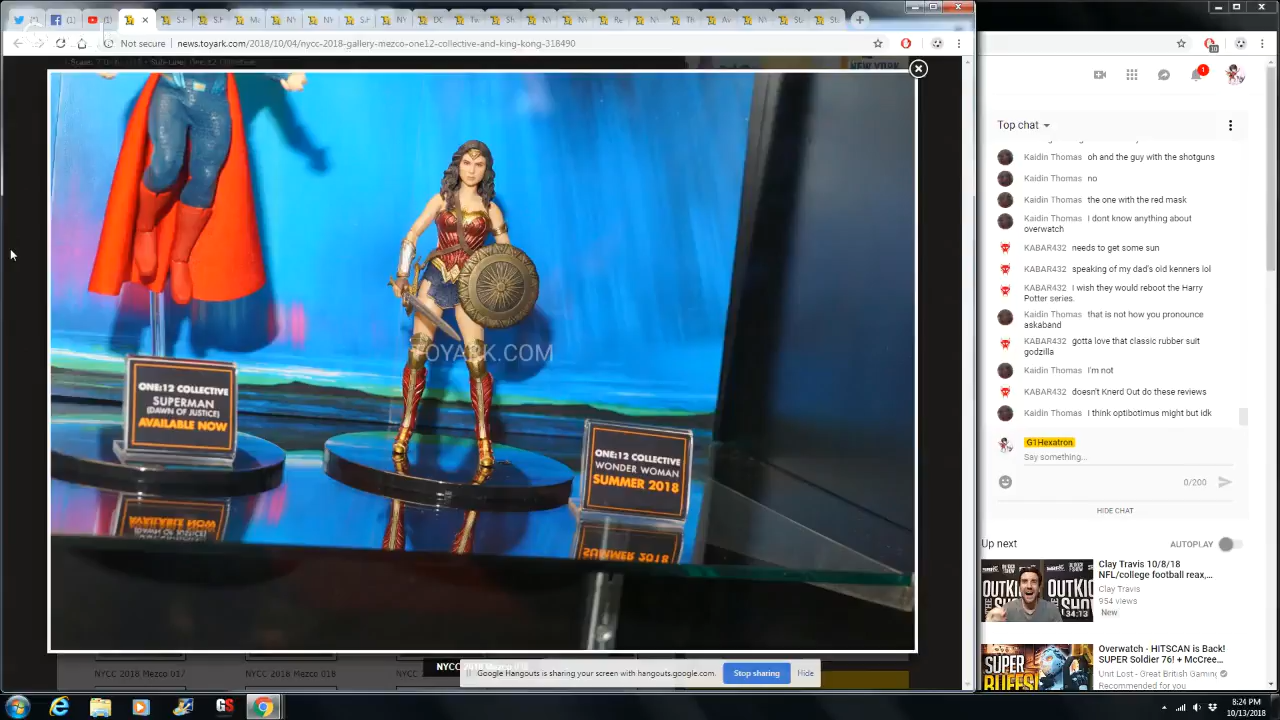 (1)
(1)
Not secure
news.toyark.com/2018/10/04/nycc-2018-gallery-mezco-one12-collective-and-king-kong-318490
TOYARK.COM
ONE:12 COLLECTIVE
SUPERMAN
(DAWN OF JUSTICE)
AVAILABLE NOW
ONE:12 COLLECTIVE
WONDER WOMAN
SUMMER 2018
Google Hangouts is sharing your screen with hangouts.google.com.
Stop sharing
Hide
Top chat
Kaidin Thomas oh and the guy with the shotguns
Kaidin Thomas no
Kaidin Thomas the one with the red mask
Kaidin Thomas I dont know anything about
overwatch
KABAR432 needs to get some sun
KABAR432 speaking of my dad's old kenners lol
KABAR432 I wish they would reboot the Harry
Potter series.
Kaidin Thomas that is not how you pronounce
askaband
KABAR432 gotta love that classic rubber suit
godzilla
Kaidin Thomas I'm not
KABAR432 doesn't Knerd Out do these reviews
Kaidin Thomas I think optibotimus might but idk
G1Hexatron
Say something...
0/200
HIDE CHAT
Up next
AUTOPLAY
Clay Travis 10/8/18
NFL/college football reax,...
Clay Travis
954 views
New
34:13
Overwatch - HITSCAN is Back!
SUPER Soldier 76! + McCree...
Unit Lost - Great British Gaming
Recommended for you
SUPER
BUFFS!
8:24 PM
10/13/2018